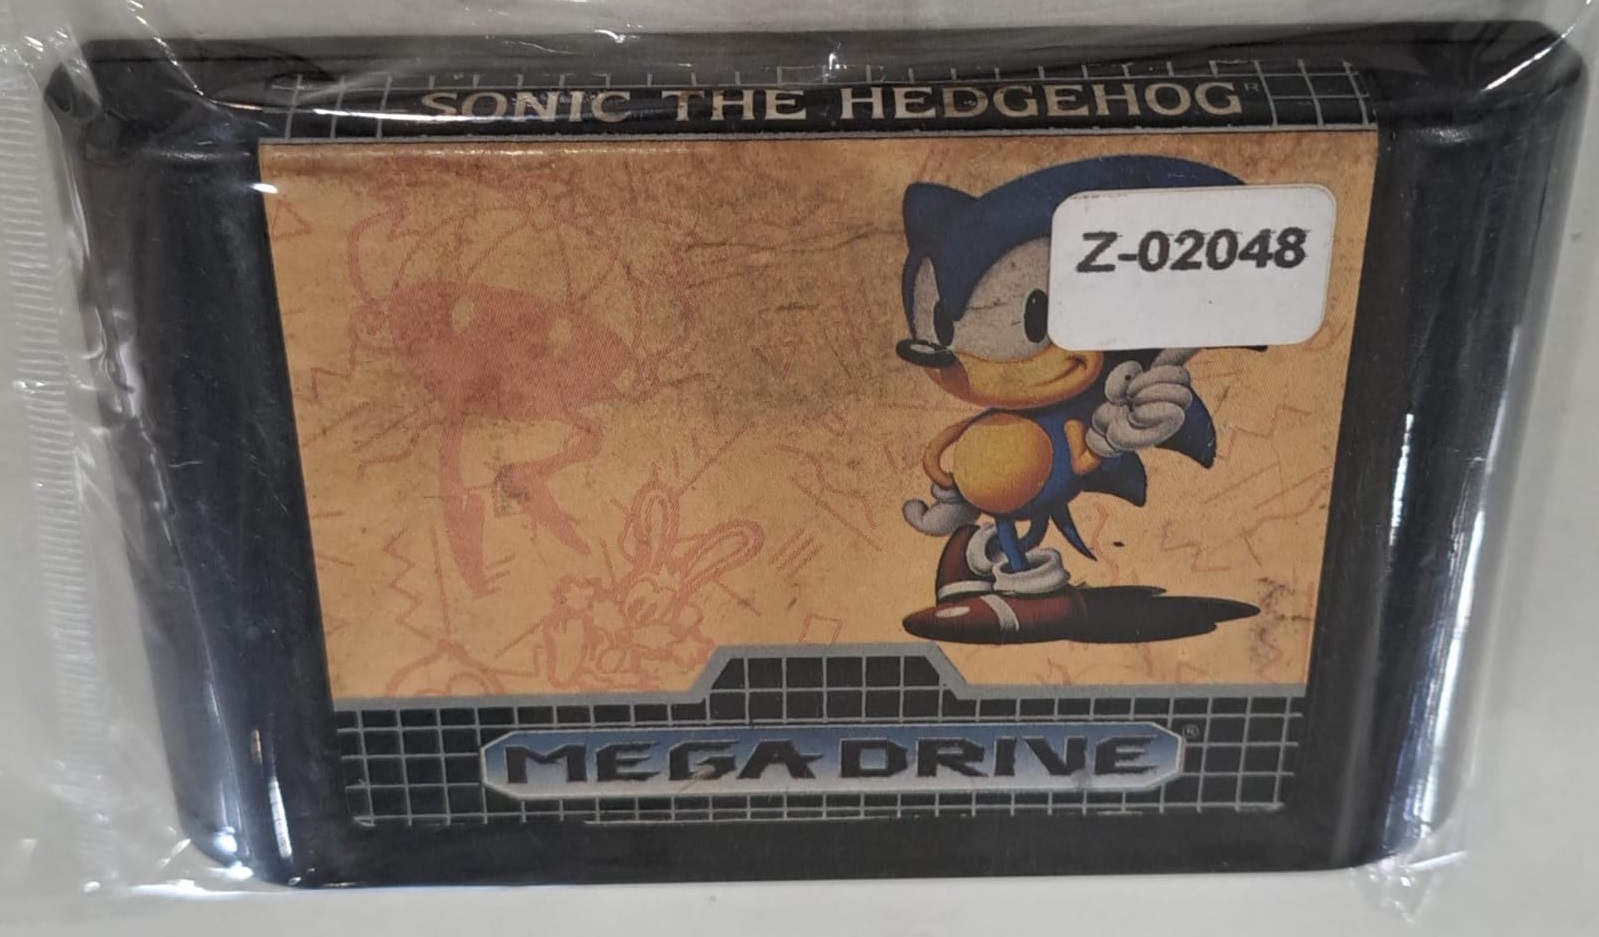 SONIC THE HEDGEHOG®
Z-02048
MEGA DRIVE®